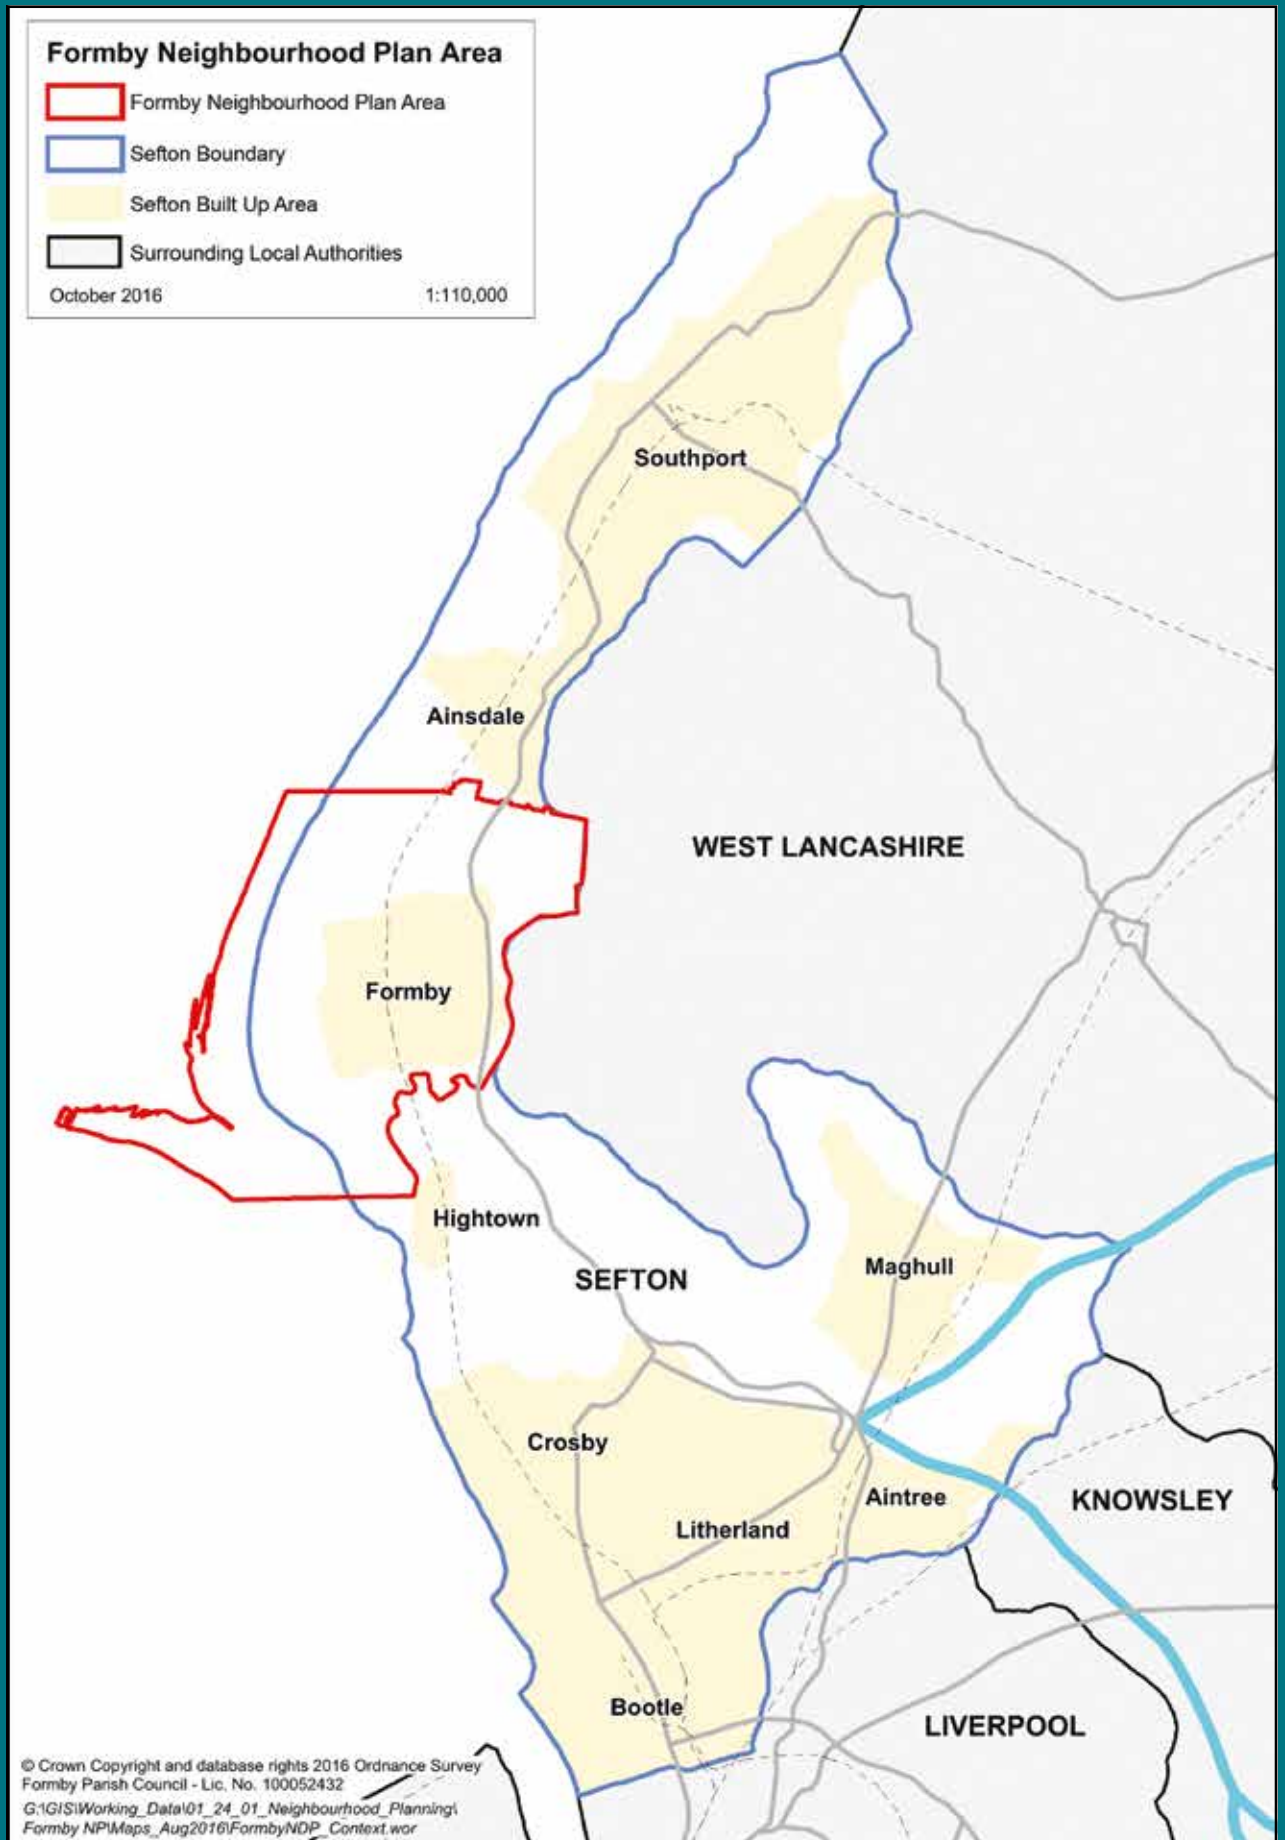 Formby Neighbourhood Plan Area
Formby Neighbourhood Plan Area
Sefton Boundary
Sefton Built Up Area
Surrounding Local Authorities
October 2016 1:110,000
Southport
Ainsdale
WEST LANCASHIRE
Formby
Hightown
Maghull
SEFTON
Crosby
Aintree
KNOWSLEY
Litherland
Bootle
LIVERPOOL
© Crown Copyright and database rights 2016 Ordnance Survey
Formby Parish Council - Lic. No. 100052432
G:\GIS\Working_Data\01_24_01_Neighbourhood_Planning\
Formby NP\Maps_Aug2016\FormbyNDP_Context.wor